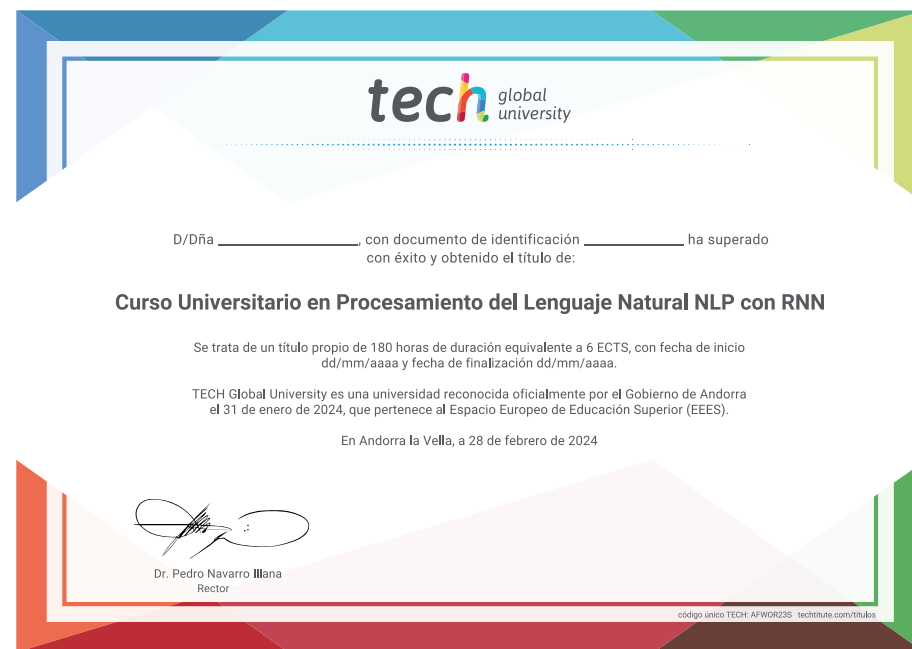 tech global
university
D/Dña ____________________, con documento de identificación ______________ ha superado
con éxito y obtenido el título de:
Curso Universitario en Procesamiento del Lenguaje Natural NLP con RNN
Se trata de un título propio de 180 horas de duración equivalente a 6 ECTS, con fecha de inicio
dd/mm/aaaa y fecha de finalización dd/mm/aaaa.
TECH Global University es una universidad reconocida oficialmente por el Gobierno de Andorra
el 31 de enero de 2024, que pertenece al Espacio Europeo de Educación Superior (EEES).
En Andorra la Vella, a 28 de febrero de 2024
Dr. Pedro Navarro Illana
Rector
código único TECH: AFWOR23S techtitute.com/titulos